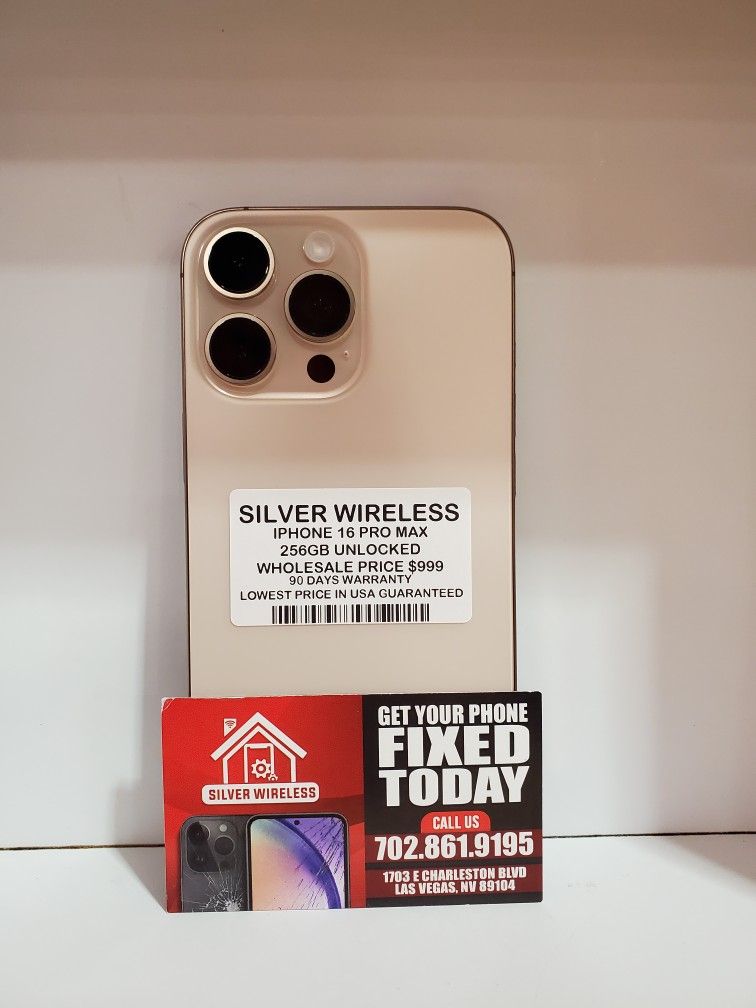 SILVER WIRELESS
IPHONE 16 PRO MAX
256GB UNLOCKED
WHOLESALE PRICE $999
90 DAYS WARRANTY
LOWEST PRICE IN USA GUARANTEED
SILVER WIRELESS
GET YOUR PHONE
FIXED
TODAY
CALL US
702.861.9195
1703 E CHARLESTON BLVD
LAS VEGAS, NV 89104